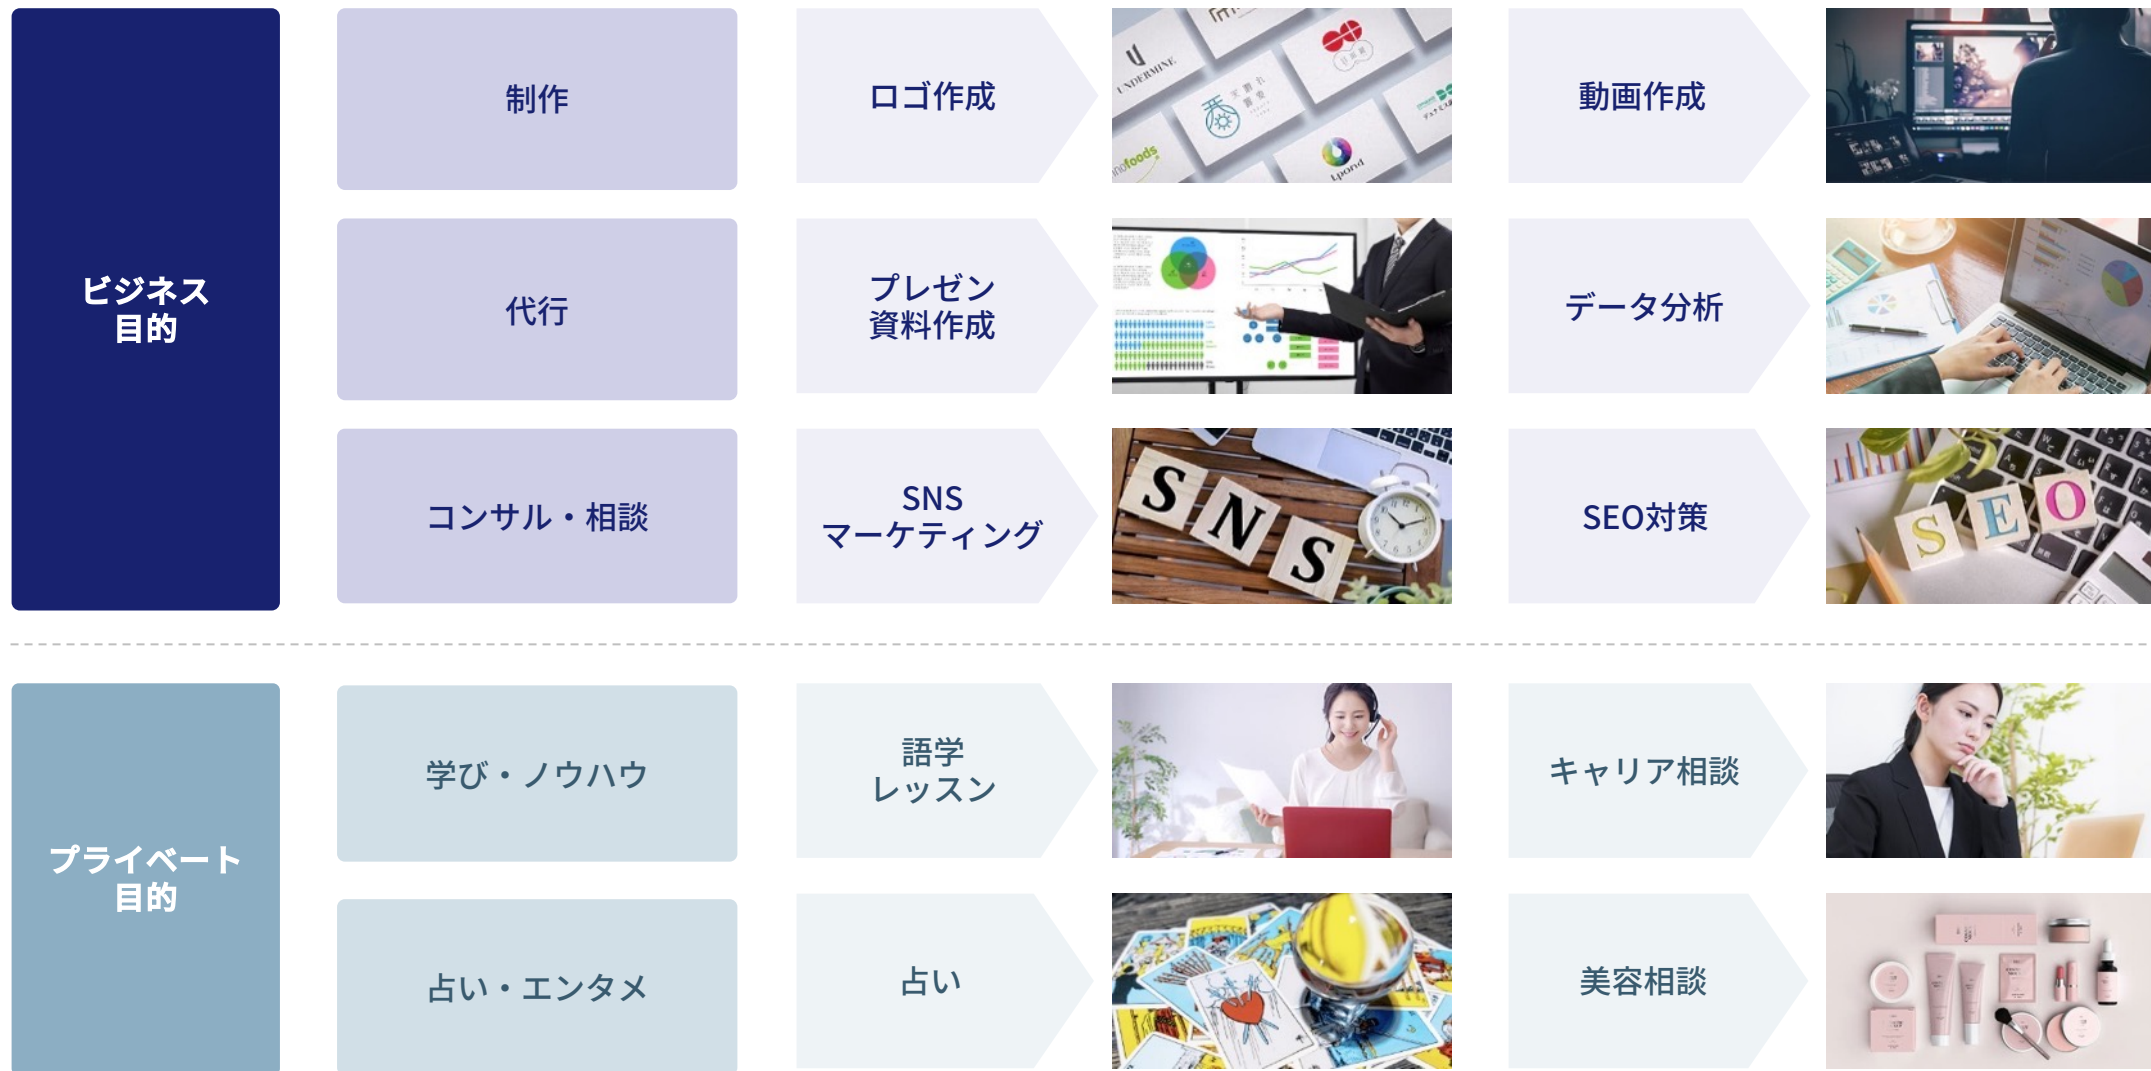 ビジネス
目的
制作
ロゴ作成
UNDERMINE
foods
Lpond
動画作成
代行
プレゼン
資料作成
データ分析
コンサル・相談
SNS
マーケティング
SNS
SEO対策
SEO
プライベート
目的
学び・ノウハウ
語学
レッスン
キャリア相談
占い・エンタメ
占い
美容相談